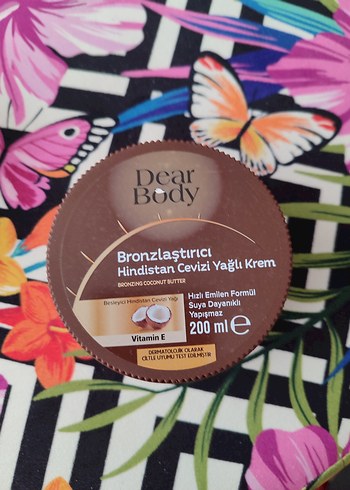 Dear
Body
Bronzlaştırıcı
Hindistan Cevizi Yağlı Krem
BRONZING COCONUT BUTTER
Besleyici Hindistan Cevizi Yağı
Vitamin E
Hızlı Emilen Formül
Suya Dayanıklı
Yapışmaz
200 ml e
DERMATOLOJİK OLARAK
CİLTLE UYUMU TEST EDİLMİŞTİR